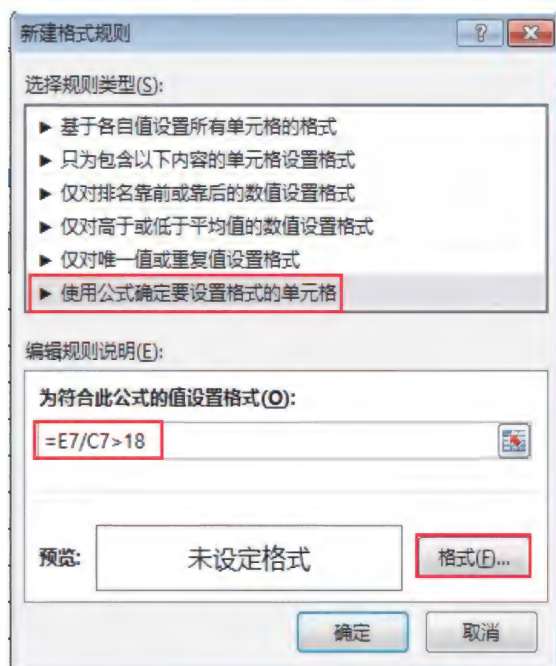 新建格式规则
选择规则类型(S):
► 基于各自值设置所有单元格的格式
► 只为包含以下内容的单元格设置格式
► 仅对排名靠前或靠后的数值设置格式
► 仅对高于或低于平均值的数值设置格式
► 仅对唯一值或重复值设置格式
► 使用公式确定要设置格式的单元格
编辑规则说明(E):
为符合此公式的值设置格式(O):
=E7/C7>18
预览: 未设定格式 格式(F)...
确定 取消